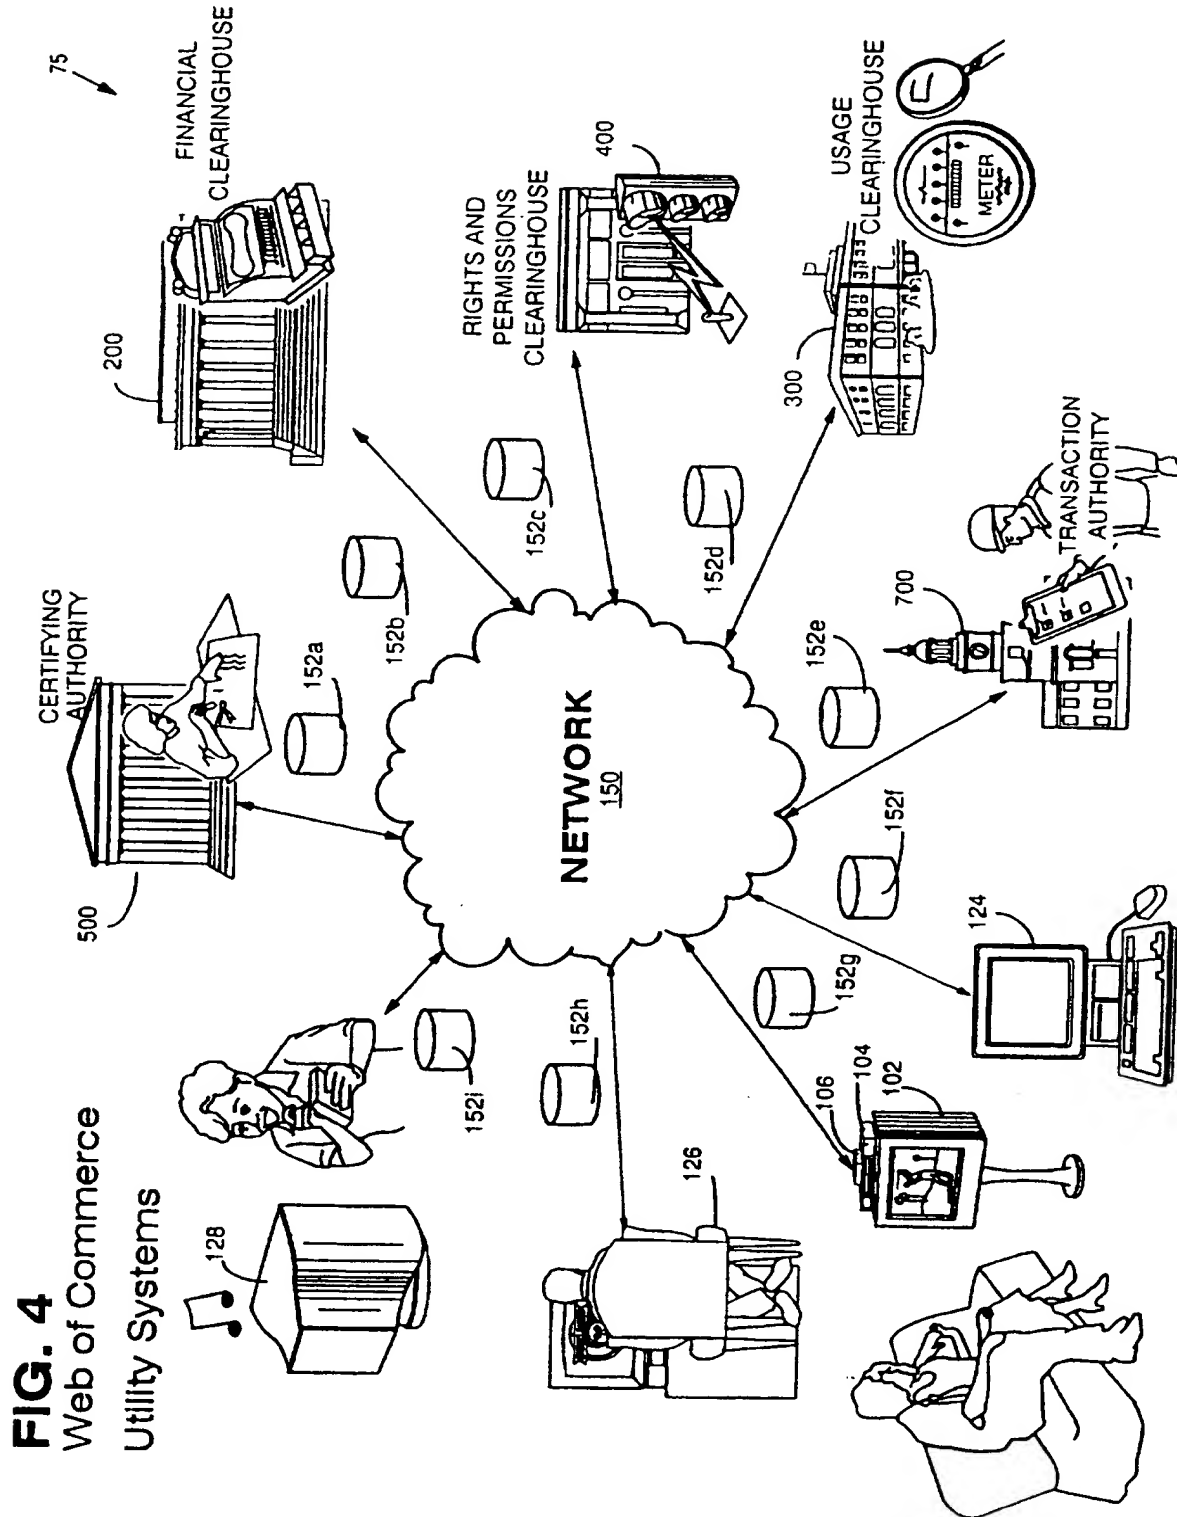 FIG. 4
Web of Commerce
Utility Systems
75
CERTIFYING
AUTHORITY
500
FINANCIAL
CLEARINGHOUSE
200
RIGHTS AND
PERMISSIONS
CLEARINGHOUSE
400
USAGE
CLEARINGHOUSE
300
METER
TRANSACTION
AUTHORITY
700
NETWORK
150
152a
152b
152c
152d
152e
152f
152g
152h
152i
128
126
106
104
102
124